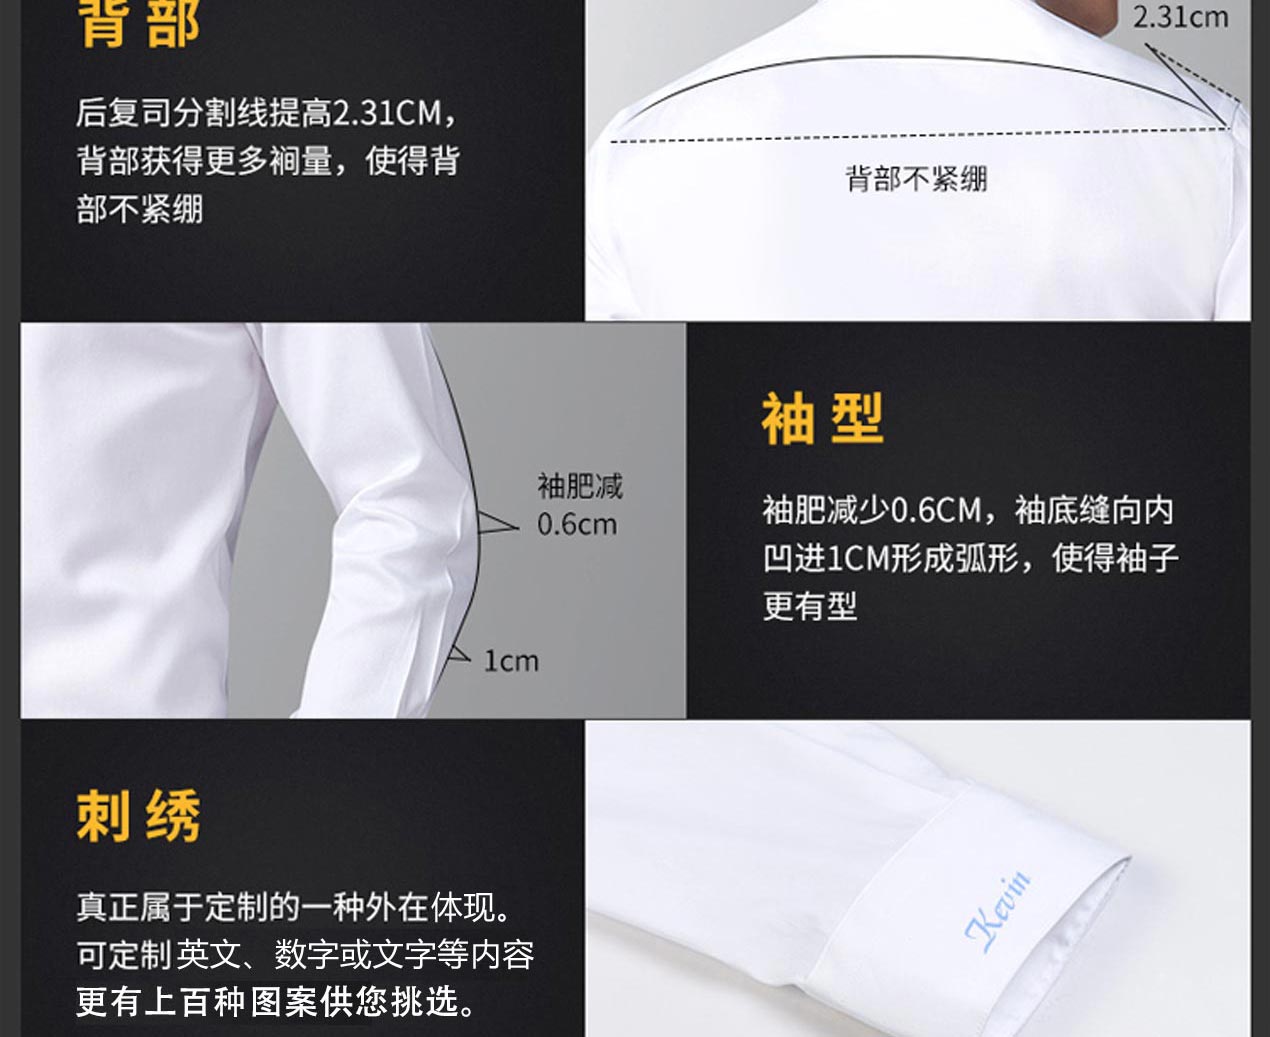 背部
后复司分割线提高2.31CM，
背部获得更多裥量，使得背
部不紧绷
2.31cm
背部不紧绷
袖肥减
0.6cm
1cm
袖型
袖肥减少0.6CM，袖底缝向内
凹进1CM形成弧形，使得袖子
更有型
刺绣
真正属于定制的一种外在体现。
可定制英文、数字或文字等内容
更有上百种图案供您挑选。
Kevin